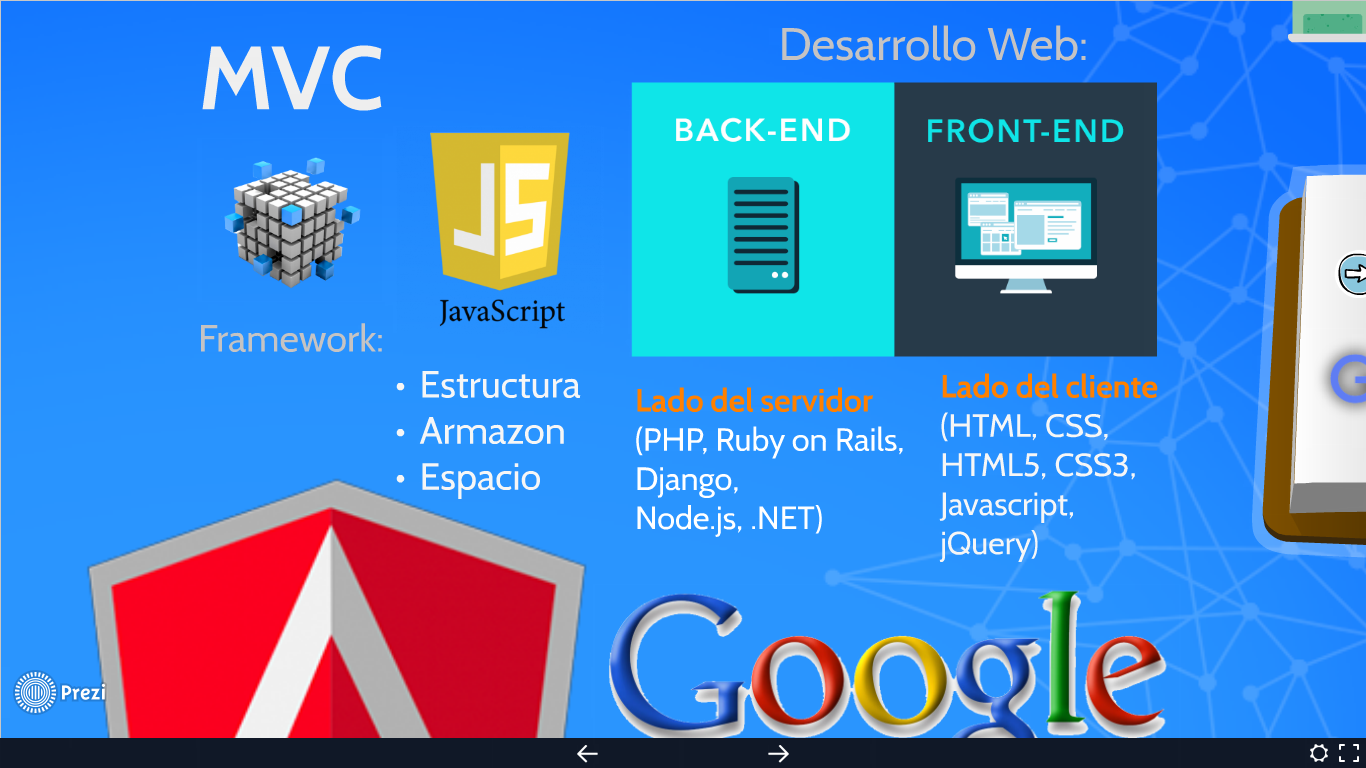 MVC
JS
JavaScript
Framework:
• Estructura
• Armazon
• Espacio
Desarrollo Web:
BACK-END
FRONT-END
Lado del servidor
(PHP, Ruby on Rails,
Django,
Node.js, .NET)
Lado del cliente
(HTML, CSS,
HTML5, CSS3,
Javascript,
jQuery)
Google
G
Prezi